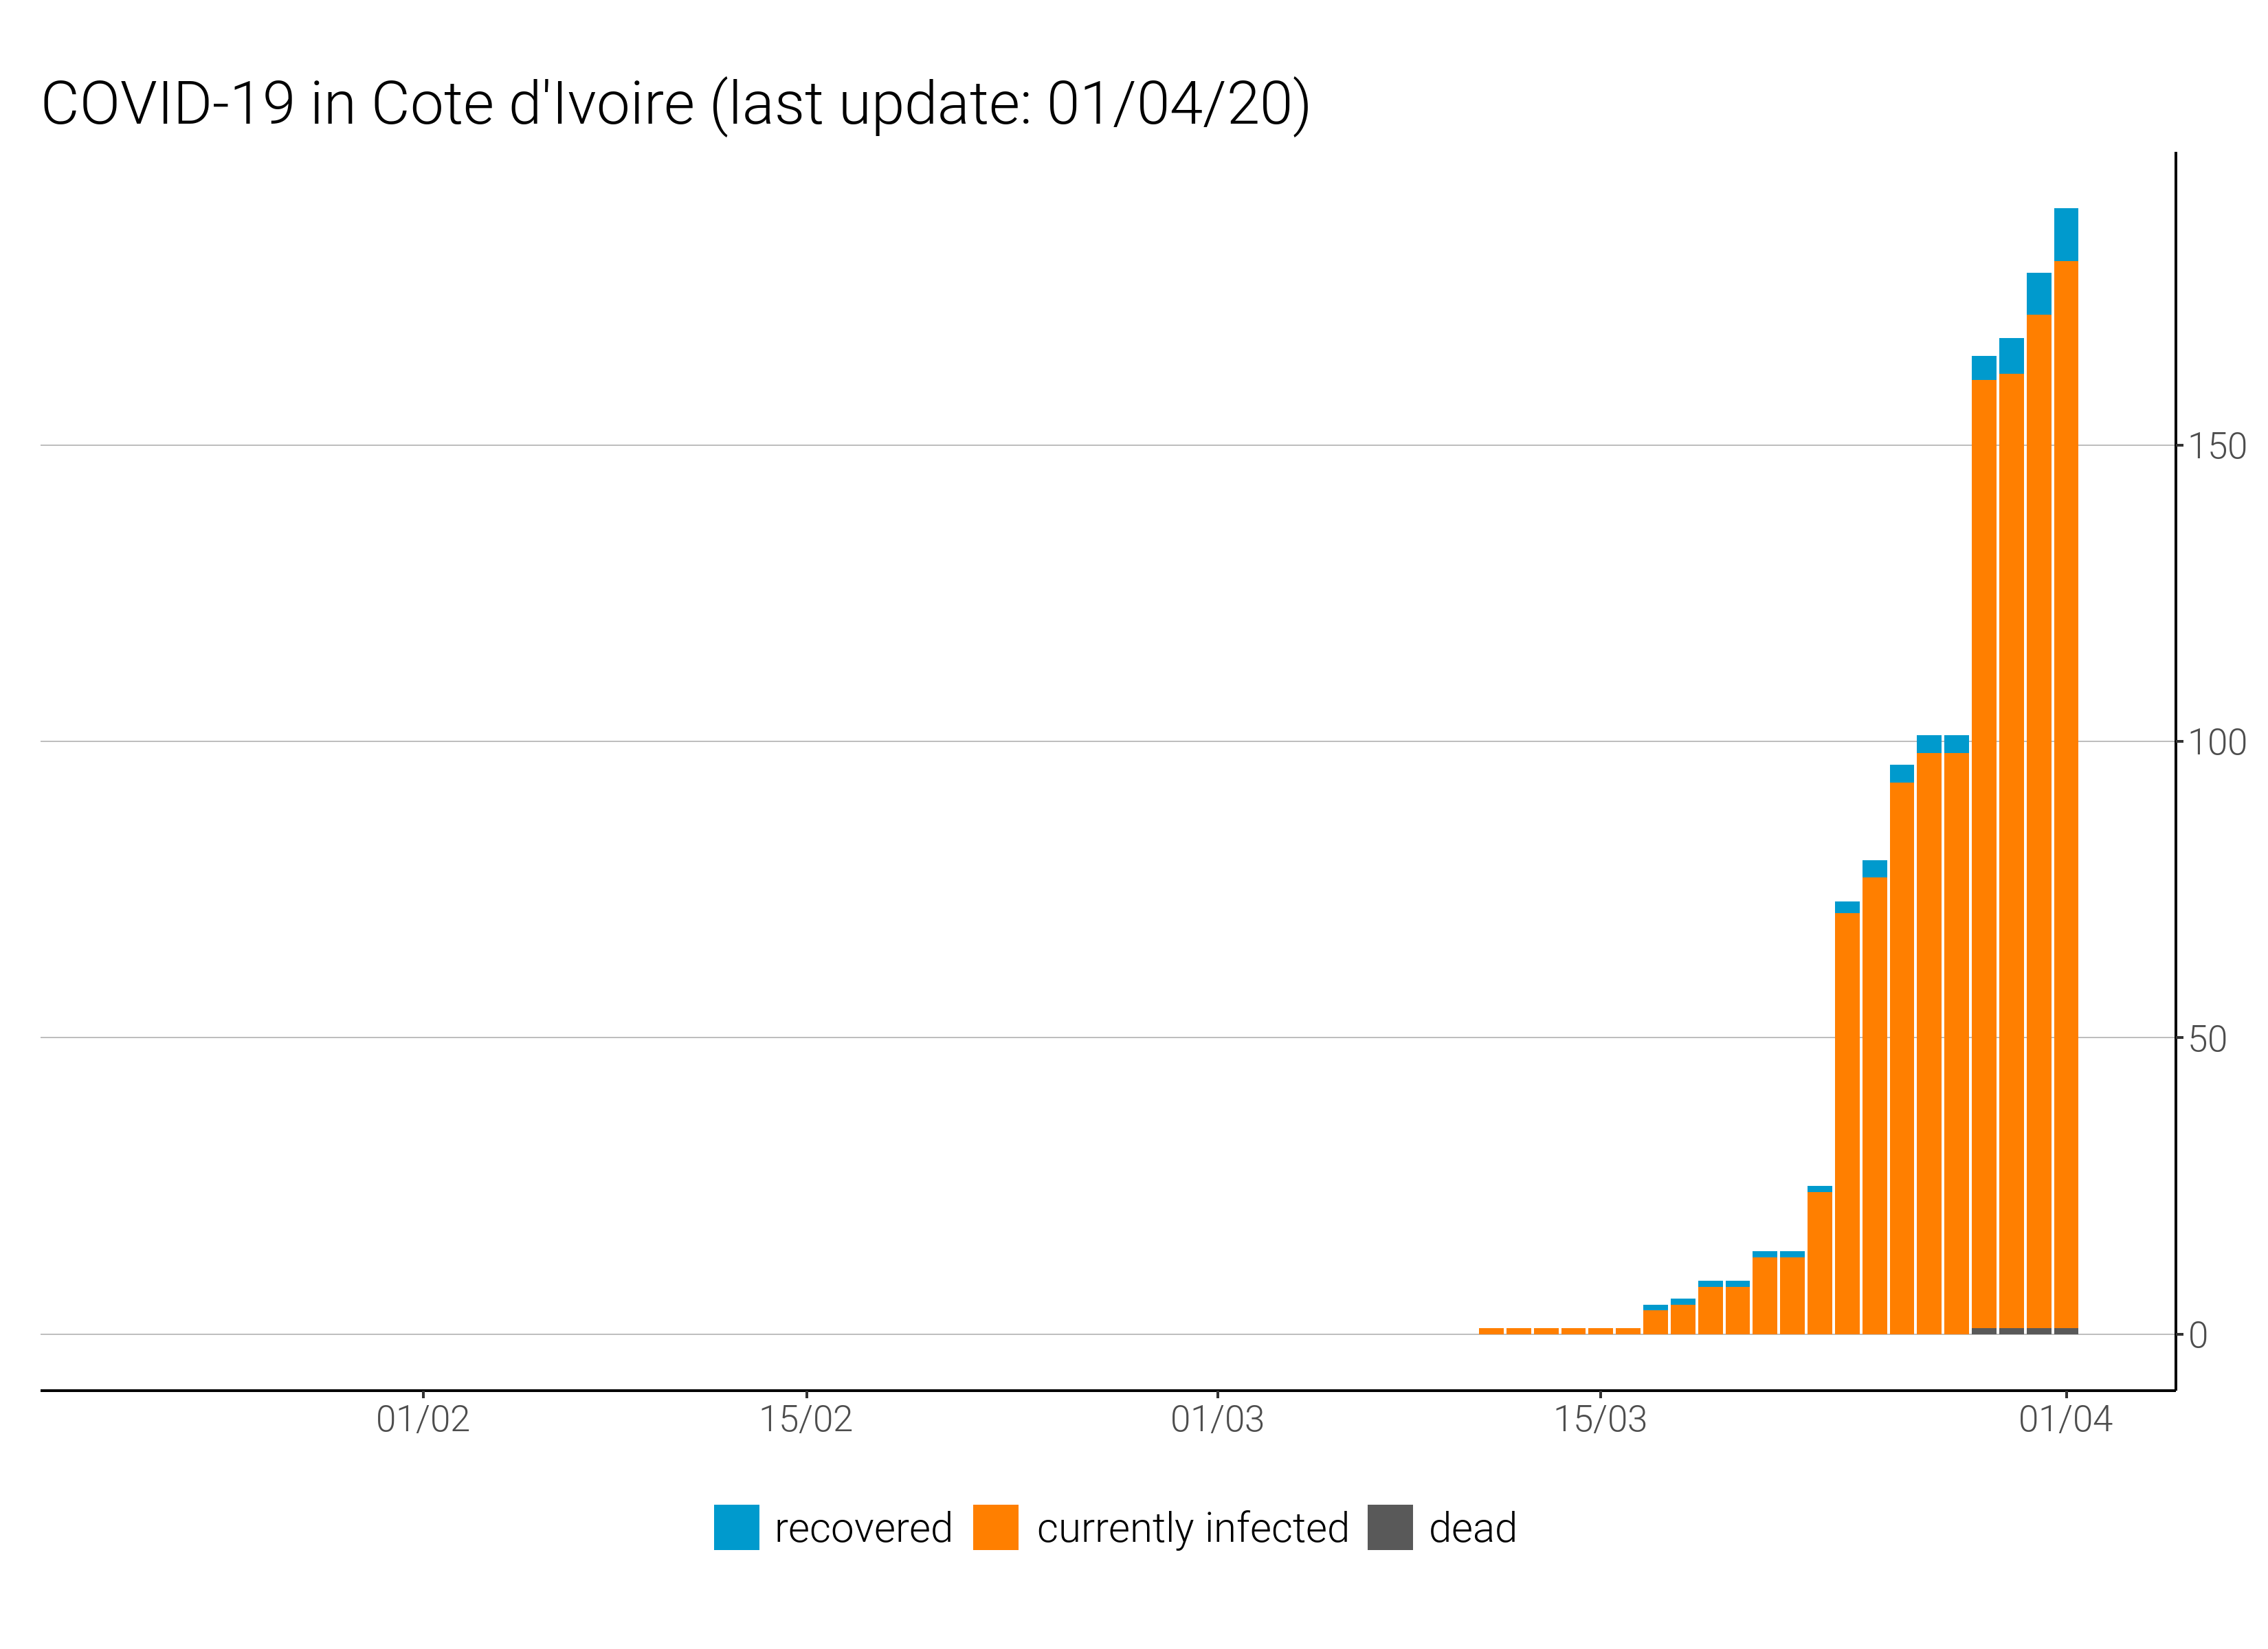 COVID-19 in Cote d'Ivoire (last update: 01/04/20)
150
100
50
0
01/02 15/02 01/03 15/03 01/04
recovered currently infected dead